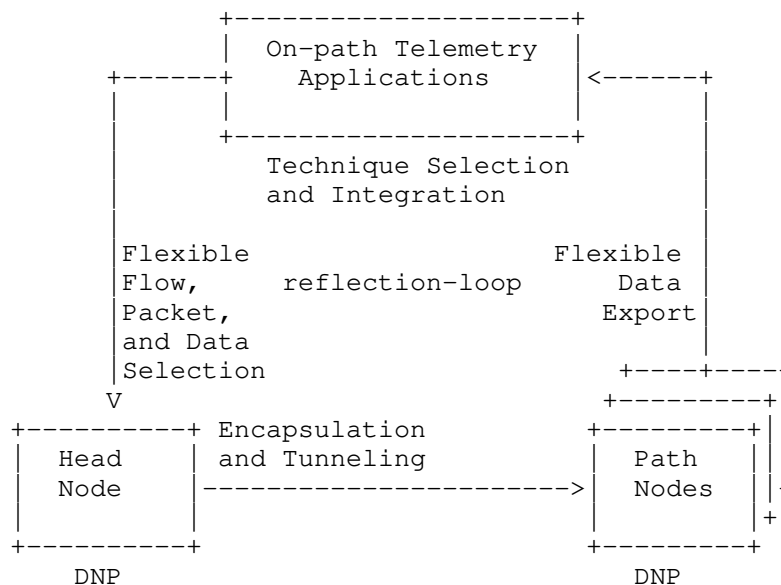 On-path Telemetry
Applications
Technique Selection
and Integration
Flexible Flexible
Flow, reflection-loop Data
Packet, Export
and Data
Selection
V
Encapsulation
Head and Tunneling Path
Node Nodes
DNP DNP